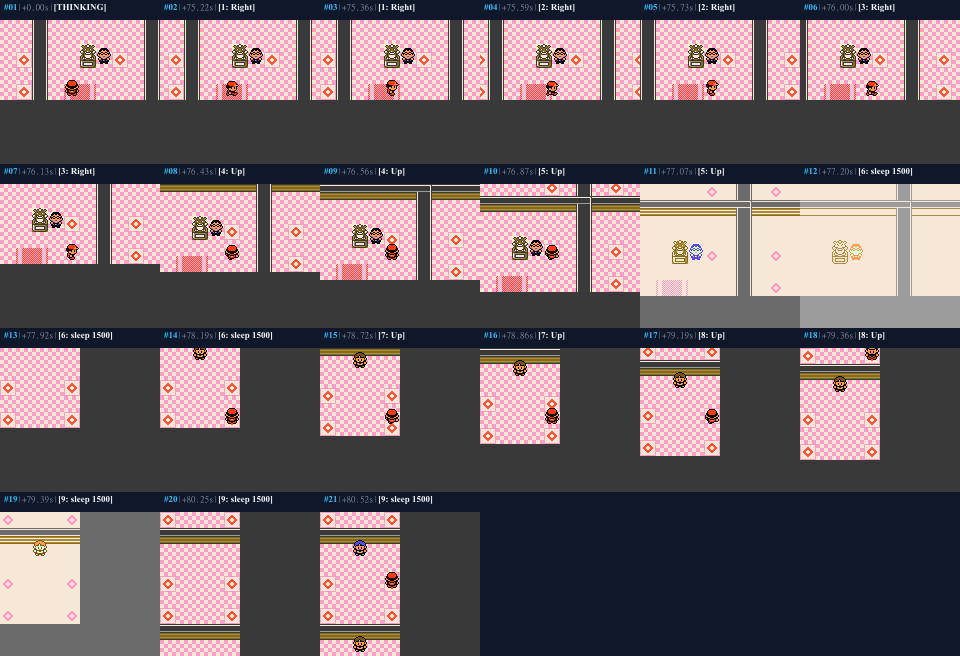 #01|+0.00s|[THINKING]
#02|+75.22s|[1: Right]
#03|+75.36s|[1: Right]
#04|+75.59s|[2: Right]
#05|+75.73s|[2: Right]
#06|+76.00s|[3: Right]
#07|+76.13s|[3: Right]
#08|+76.43s|[4: Up]
#09|+76.56s|[4: Up]
#10|+76.87s|[5: Up]
#11|+77.07s|[5: Up]
#12|+77.20s|[6: sleep 1500]
#13|+77.92s|[6: sleep 1500]
#14|+78.19s|[6: sleep 1500]
#15|+78.72s|[7: Up]
#16|+78.86s|[7: Up]
#17|+79.19s|[8: Up]
#18|+79.36s|[8: Up]
#19|+79.39s|[9: sleep 1500]
#20|+80.25s|[9: sleep 1500]
#21|+80.52s|[9: sleep 1500]